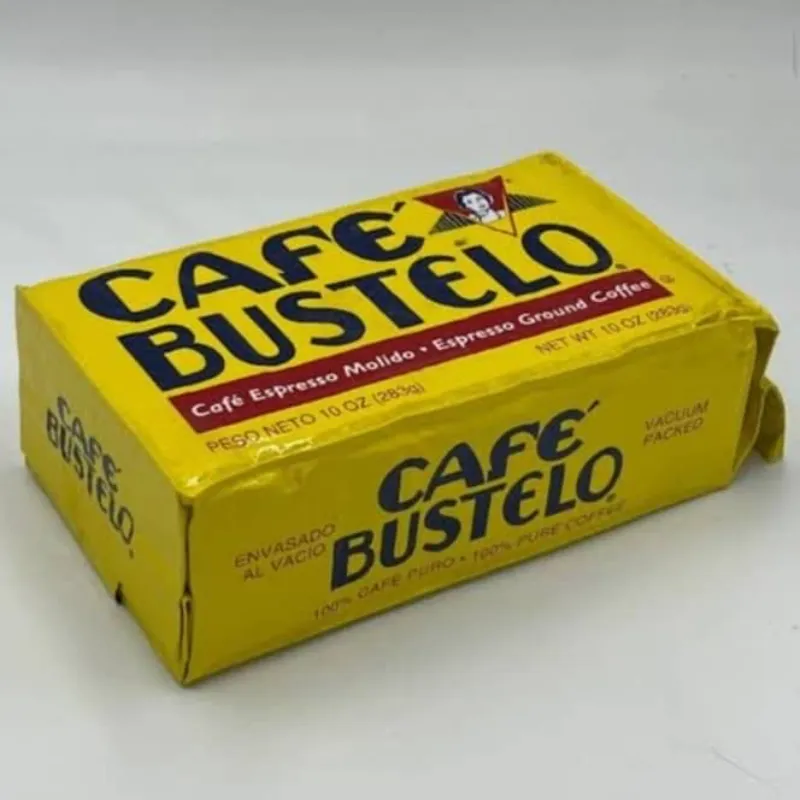 CAFÉ
BUSTELO®
Café Espresso Molido • Espresso Ground Coffee
PESO NETO 10 OZ (283g)
NET WT 10 OZ (283g)
CAFÉ
BUSTELO
ENVASADO
AL VACIO
CAFÉ
BUSTELO®
VACUUM
PACKED
100% CAFE PURO • 100% PURE COFFEE